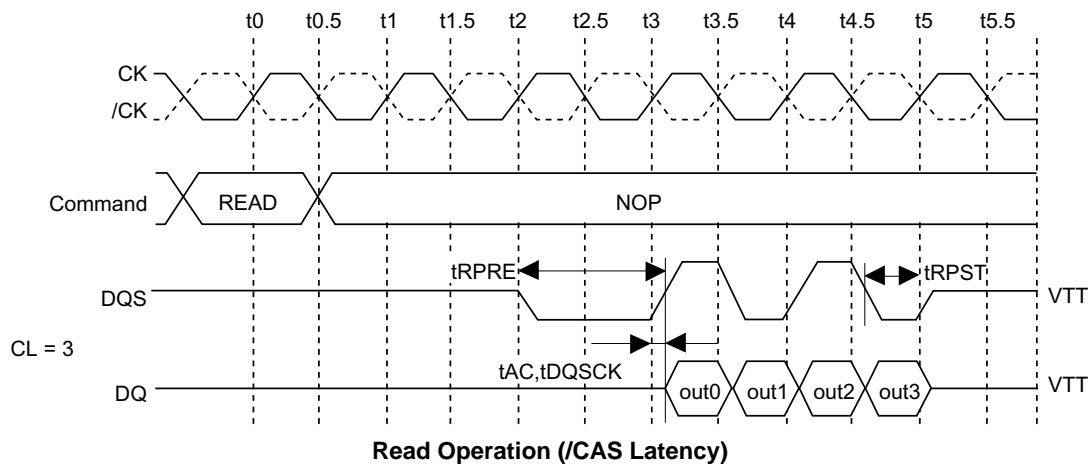 t0 t0.5 t1 t1.5 t2 t2.5 t3 t3.5 t4 t4.5 t5 t5.5
CK
/CK
Command READ NOP
tRPRE tRPST
DQS VTT
CL = 3
tAC,tDQSCK
DQ out0 out1 out2 out3 VTT
Read Operation (/CAS Latency)